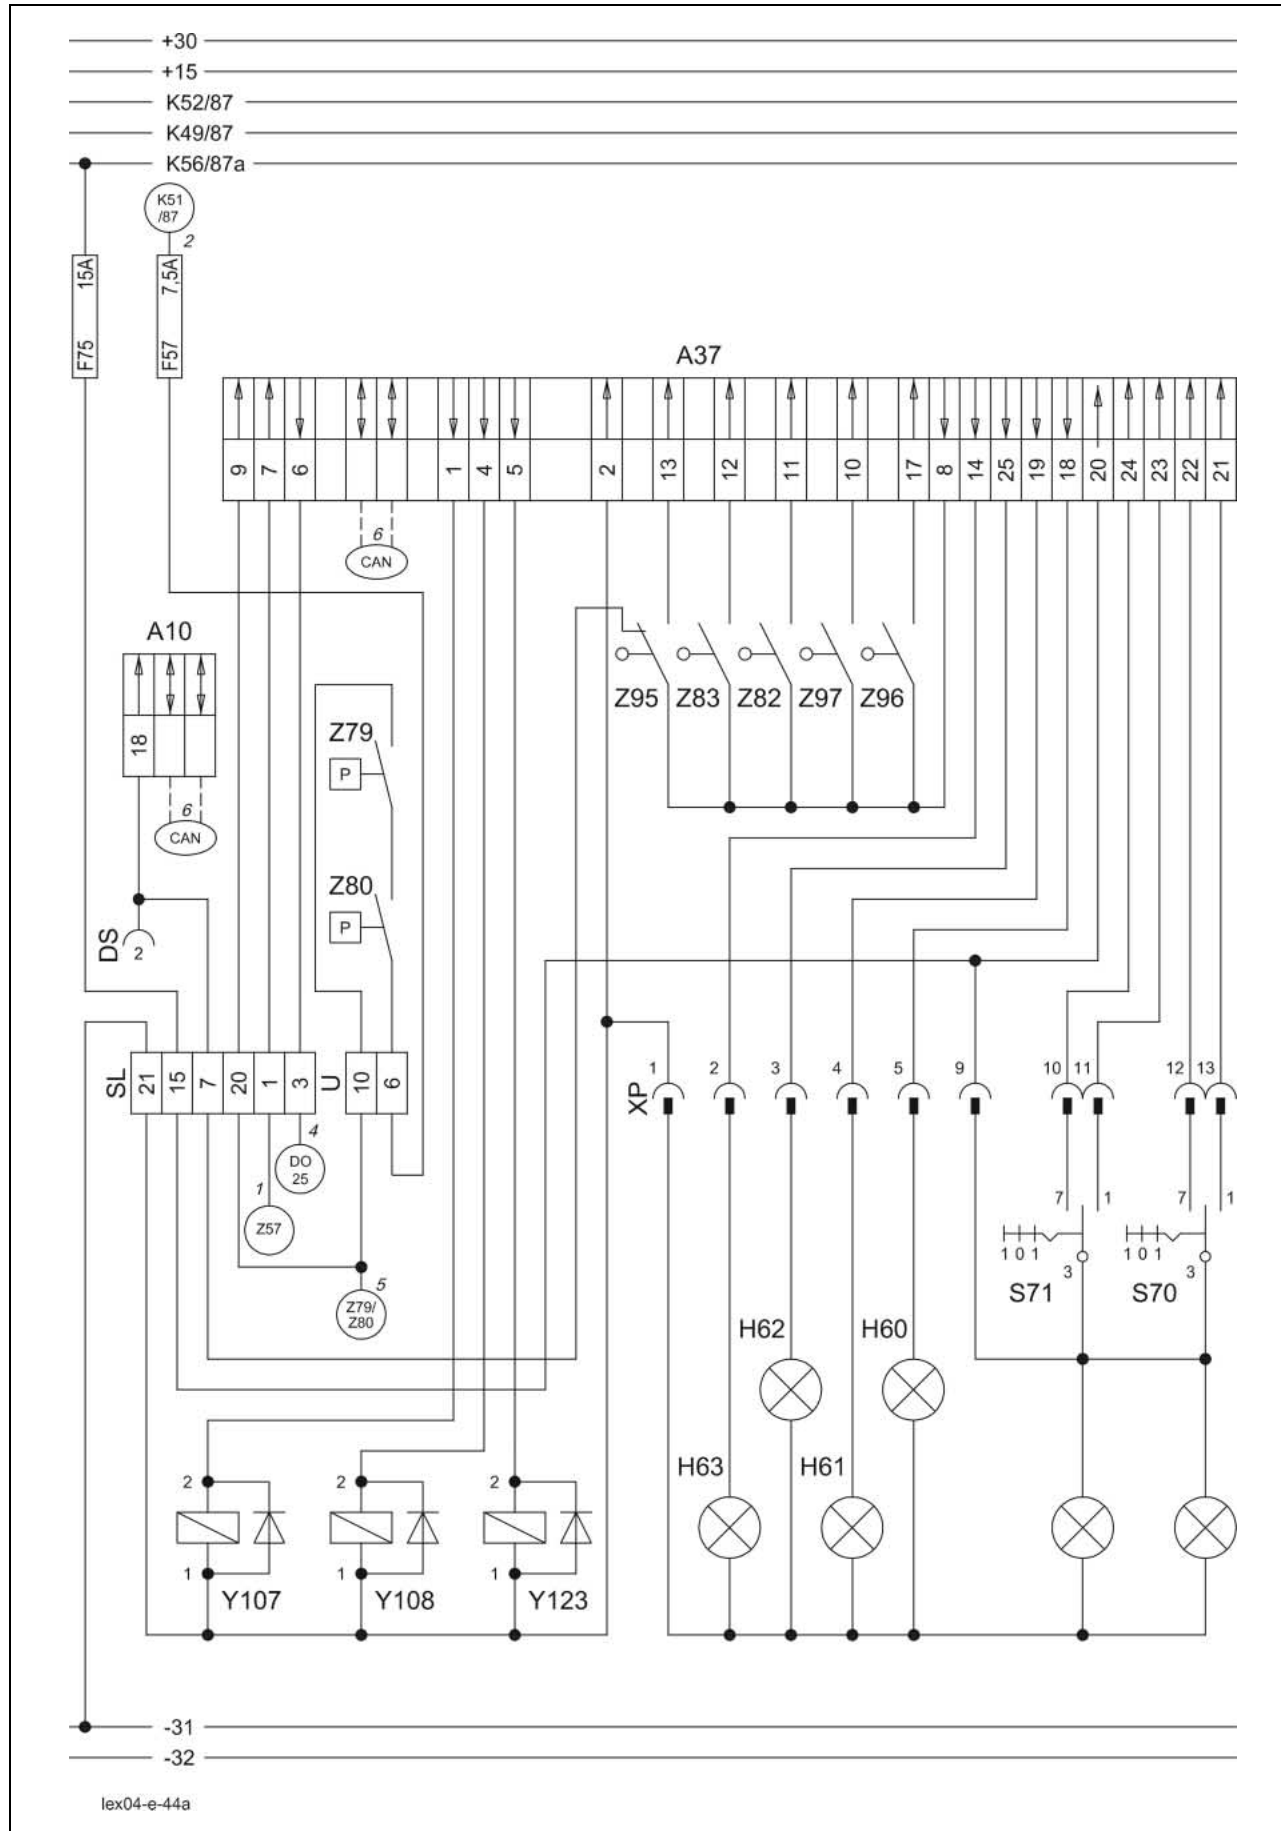 +30
+15
K52/87
K49/87
K56/87a
K51
/87
2
15A
F75
7,5A
F57
A37
9 7 6 1 4 5 2 13 12 11 10 17 8 14 25 19 18 20 24 23 22 21
6
CAN
A10
18
6
CAN
Z95 Z83 Z82 Z97 Z96
Z79
P
Z80
P
DS
2
SL
21 15 7 20 1 3
U
10 6
XP
1 2 3 4 5 9 10 11 12 13
4
DO
25
1
Z57
5
Z79/
Z80
7 1 7 1
1 0 1 3 1 0 1 3
S71 S70
H62 H60
H63 H61
2 2 2
1 1 1
Y107 Y108 Y123
-31
-32
lex04-e-44a